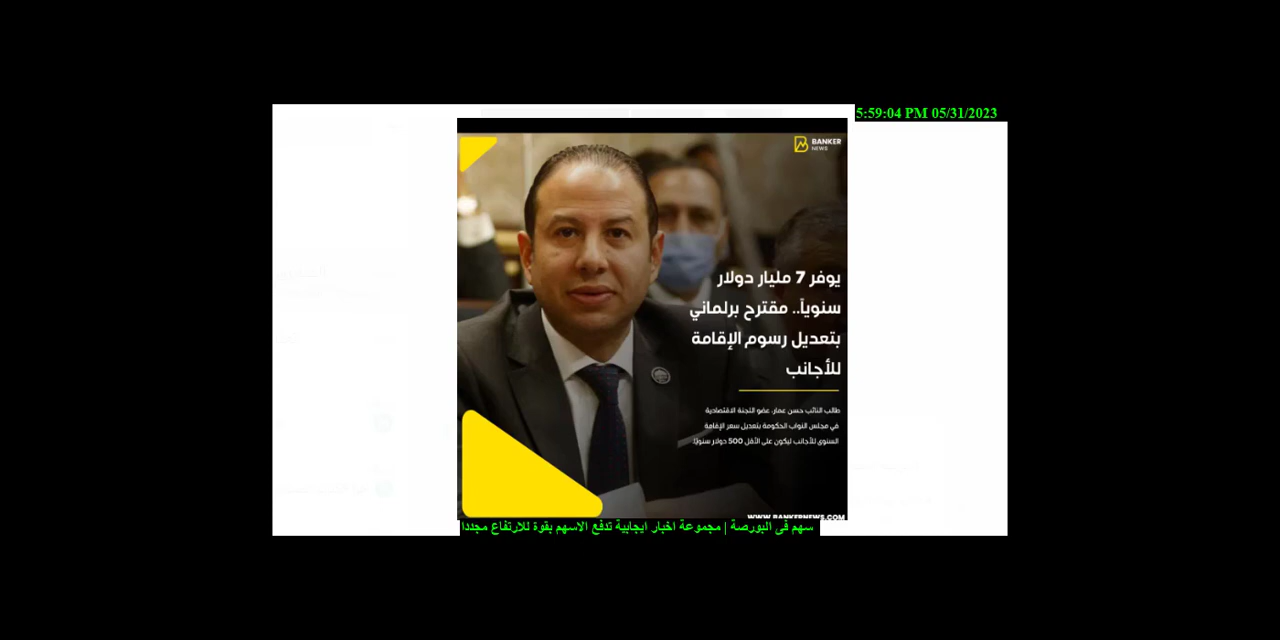 5:59:04 PM 05/31/2023
BANKER
NEWS
يوفر 7 مليار دولار
سنوياً.. مقترح برلماني
بتعديل رسوم الإقامة
للأجانب
طالب النائب حسن عمار، عضو اللجنة الاقتصادية
في مجلس النواب الحكومة بتعديل سعر الإقامة
السنوي للأجانب ليكون على الأقل 500 دولار سنويًا.
WWW.BANKERNEWS.COM
سهم فى البورصة | مجموعة اخبار ايجابية تدفع الاسهم بقوة للارتفاع مجددا